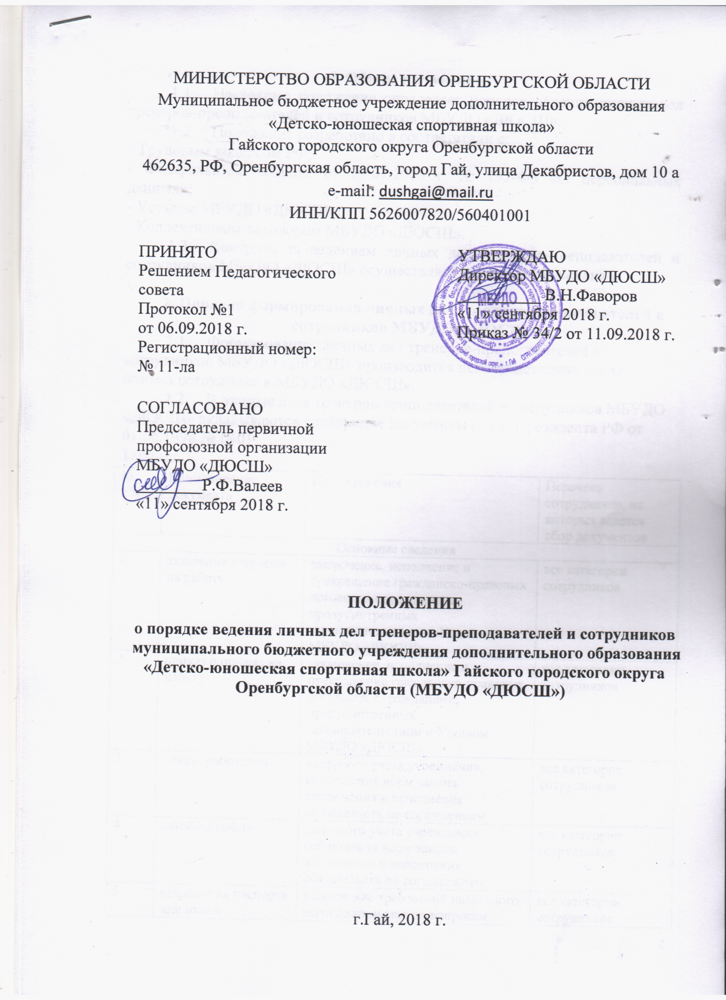 МИНИСТЕРСТВО ОБРАЗОВАНИЯ ОРЕНБУРГСКОЙ ОБЛАСТИ
Муниципальное бюджетное учреждение дополнительного образования
«Детско-юношеская спортивная школа»
Гайского городского округа Оренбургской области
462635, РФ, Оренбургская область, город Гай, улица Декабристов, дом 10 а
e-mail: dushgai@mail.ru
ИНН/КПП 5626007820/560401001
ПРИНЯТО
Решением Педагогического
совета
Протокол №1
от 06.09.2018 г.
Регистрационный номер:
№ 11-ла
УТВЕРЖДАЮ
Директор МБУДО «ДЮСШ»
В.Н.Фаворов
«11» сентября 2018 г.
Приказ № 34/2 от 11.09.2018 г.
МБУДО
«ДЮСШ»
СОГЛАСОВАНО
Председатель первичной
профсоюзной организации
МБУДО «ДЮСШ»
Р.Ф.Валеев
«11» сентября 2018 г.
ПОЛОЖЕНИЕ
о порядке ведения личных дел тренеров-преподавателей и сотрудников
муниципального бюджетного учреждения дополнительного образования
«Детско-юношеская спортивная школа» Гайского городского округа
Оренбургской области (МБУДО «ДЮСШ»)
г.Гай, 2018 г.